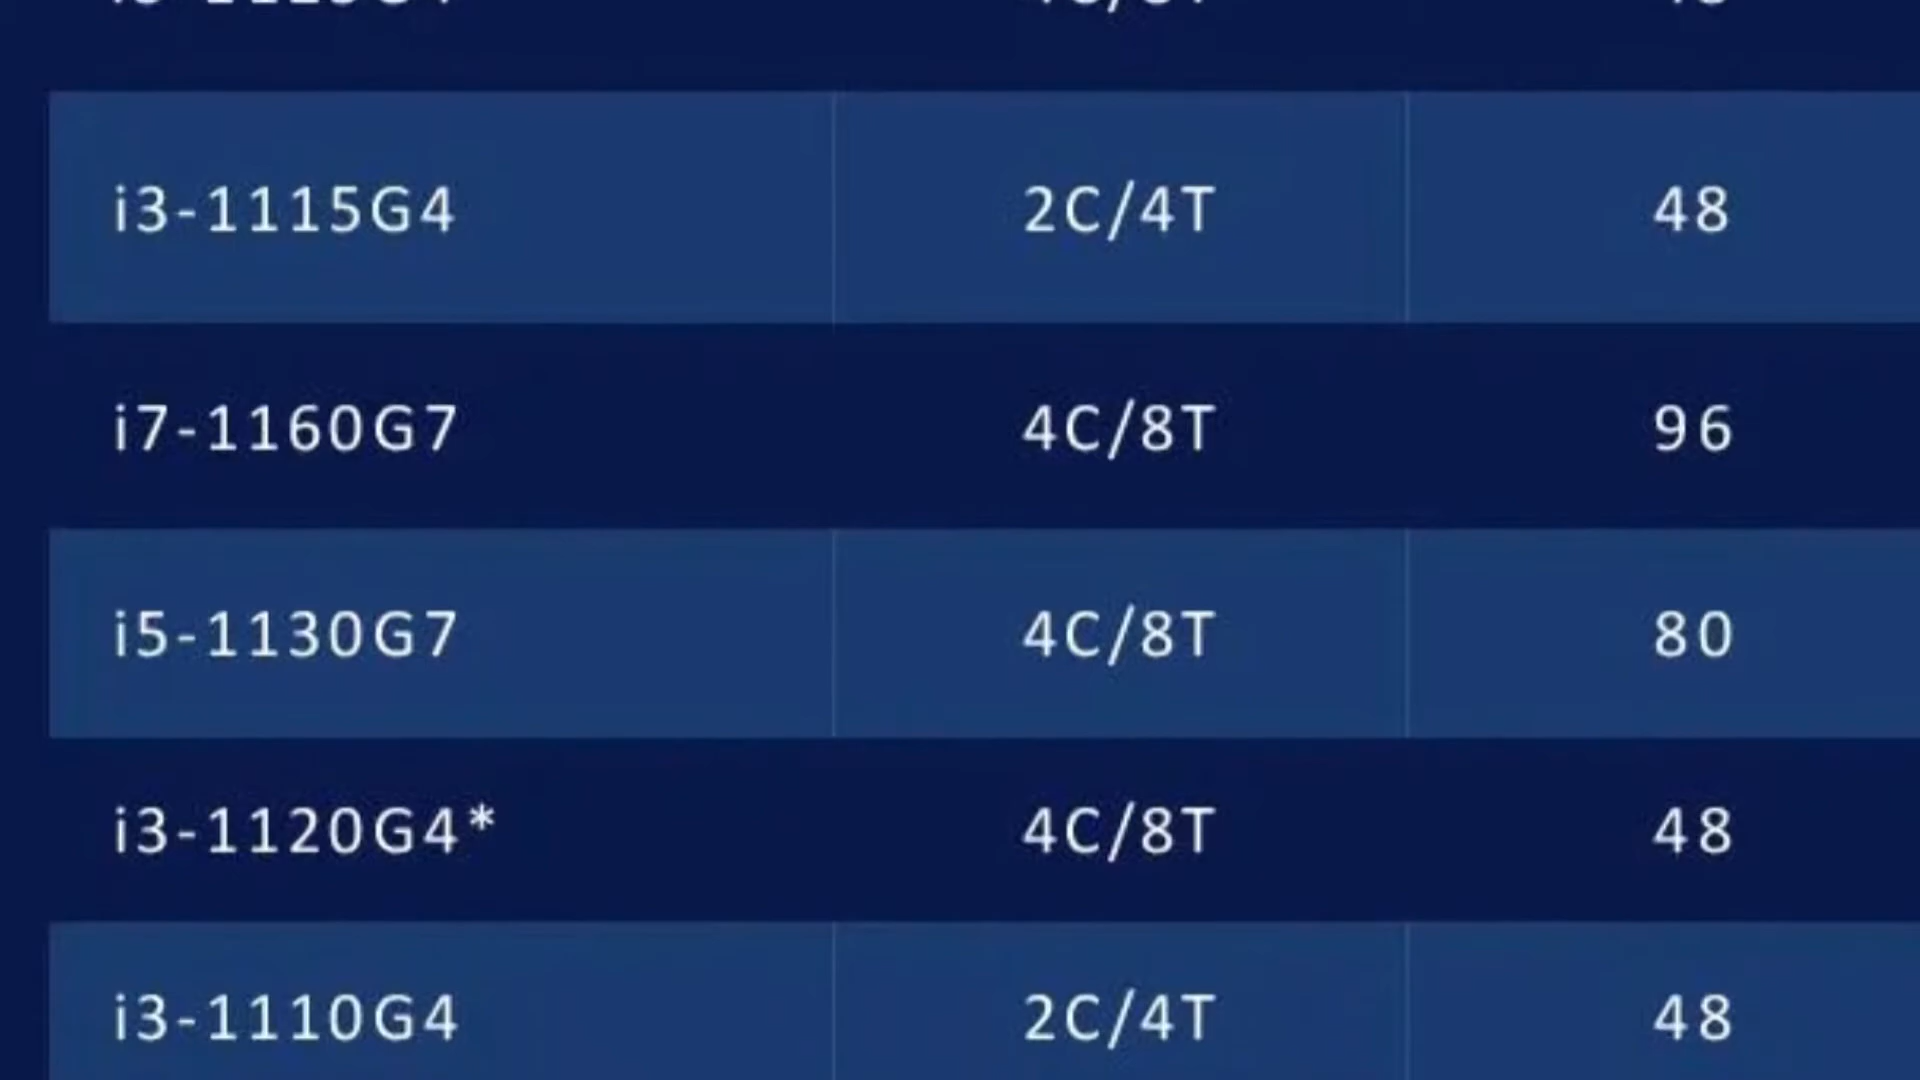 i3-1115G4 2C/4T 48
i7-1160G7 4C/8T 96
i5-1130G7 4C/8T 80
i3-1120G4* 4C/8T 48
i3-1110G4 2C/4T 48